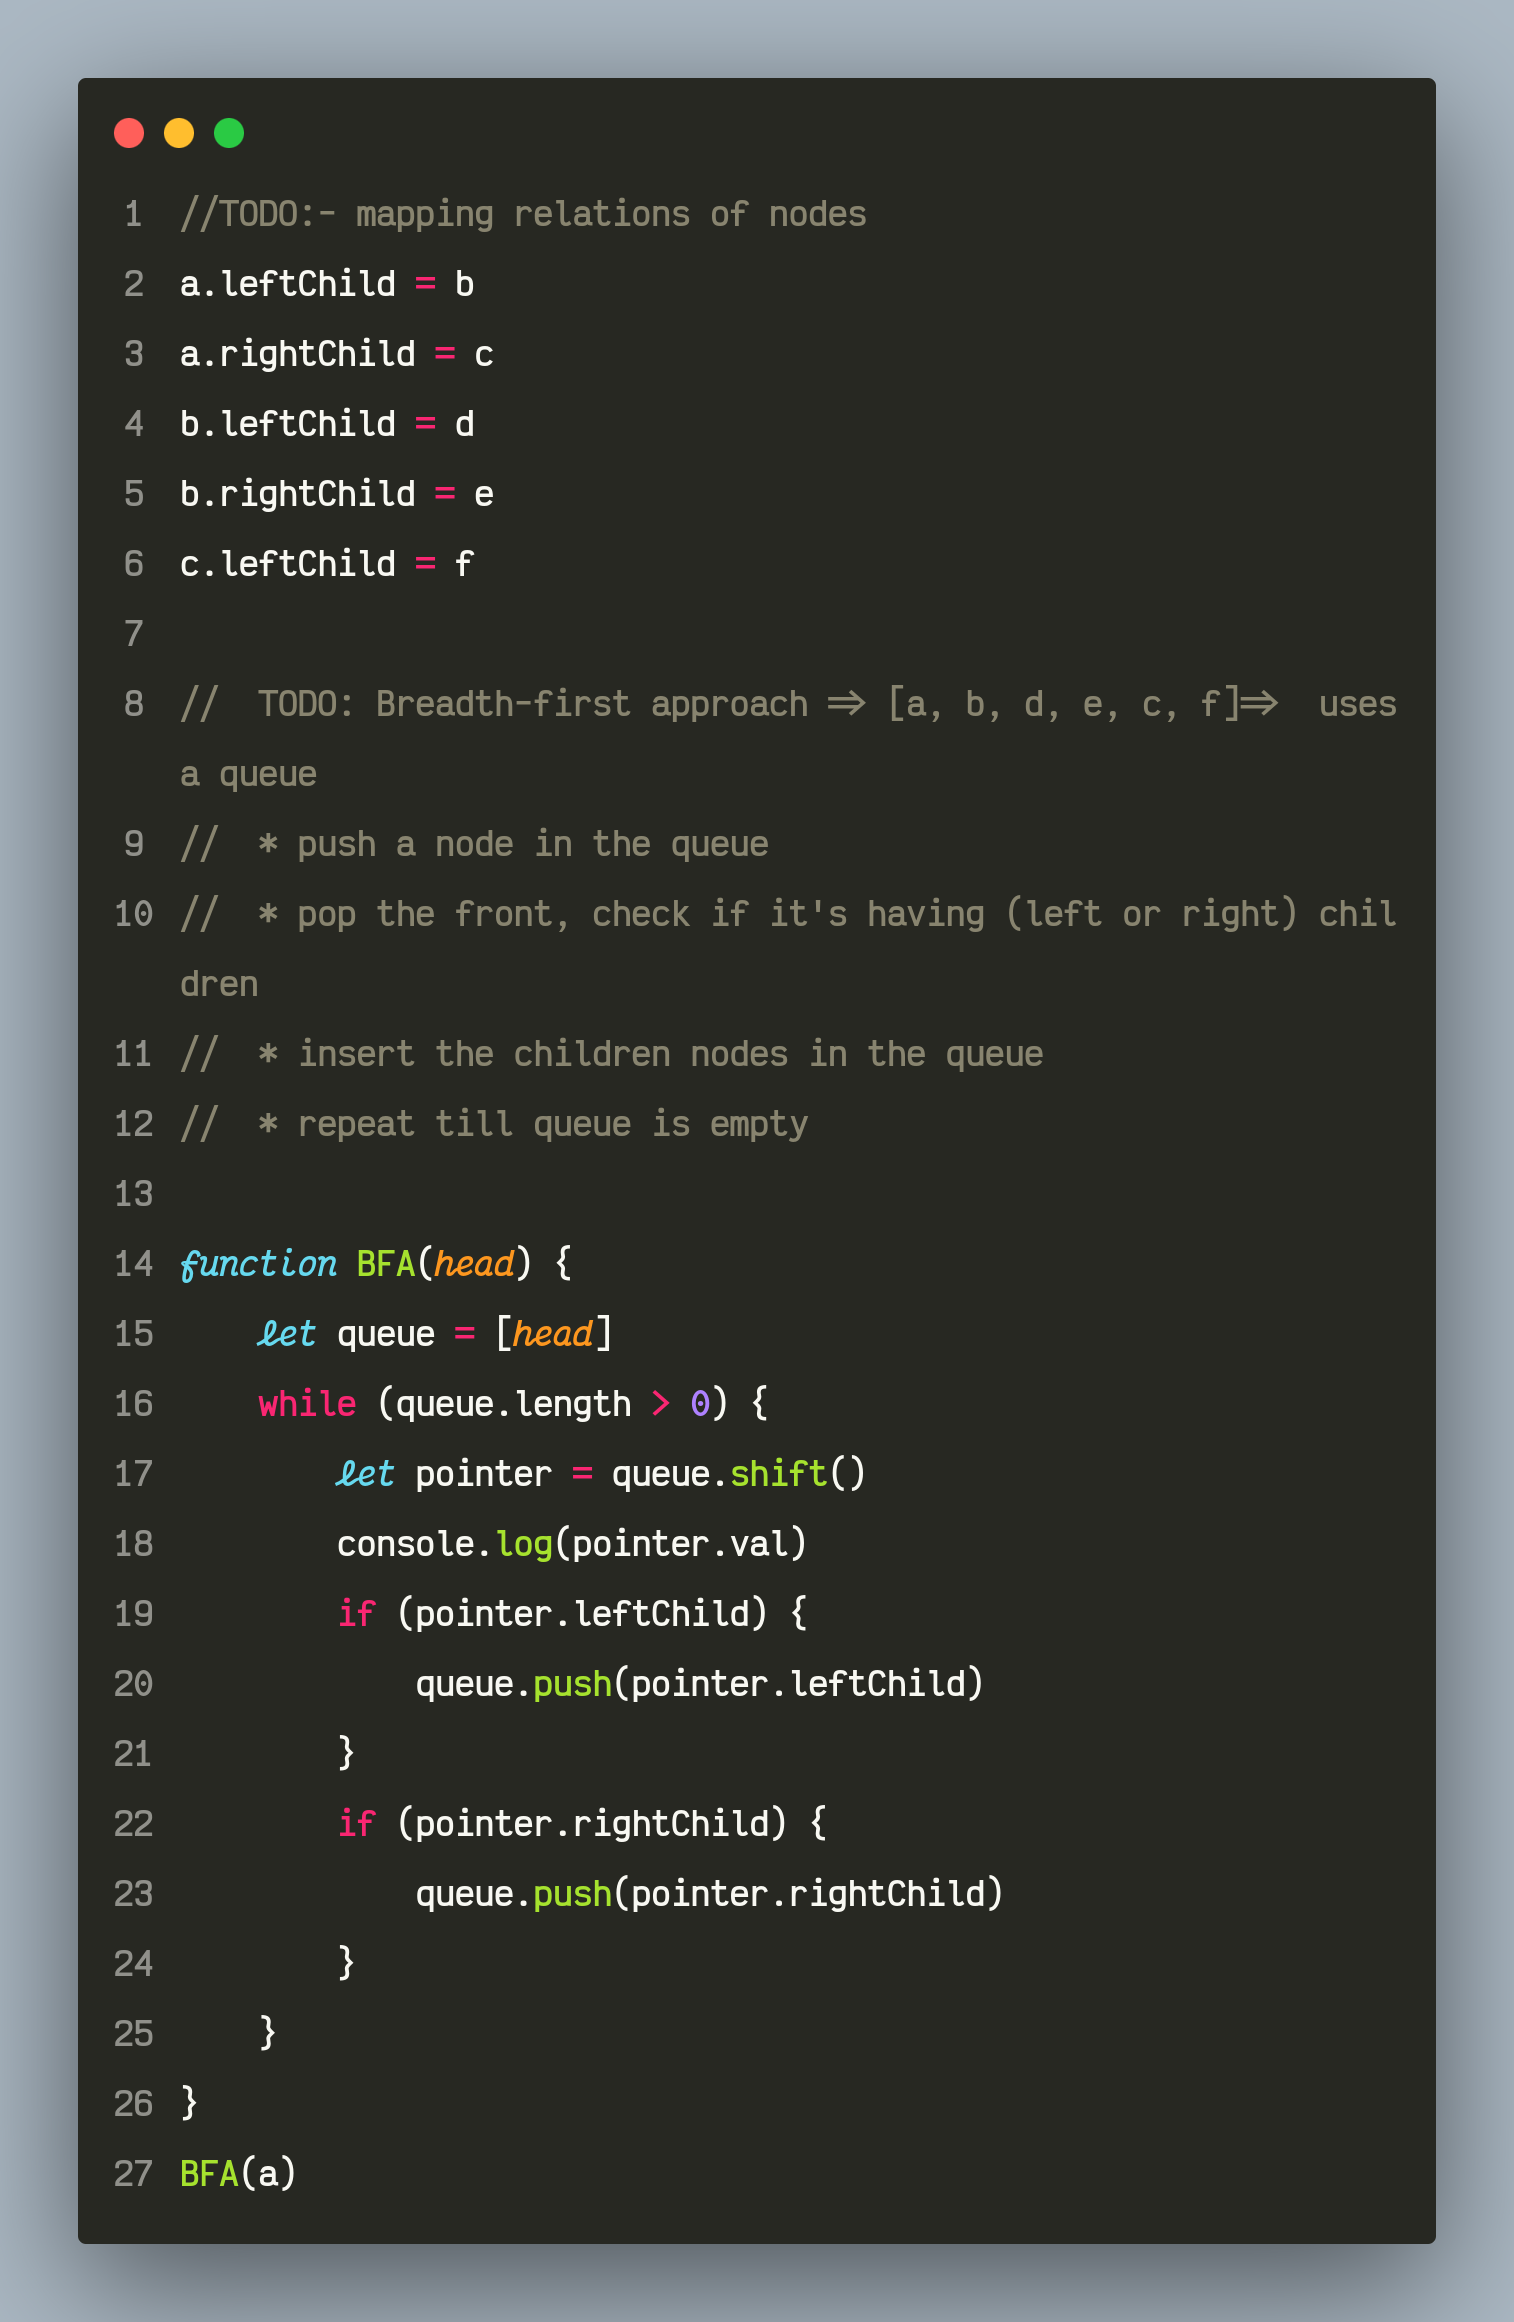 1 //TODO:- mapping relations of nodes
2 a.leftChild = b
3 a.rightChild = c
4 b.leftChild = d
5 b.rightChild = e
6 c.leftChild = f
7
8 //  TODO: Breadth-first approach => [a, b, d, e, c, f]=>  uses
a queue
9 //  * push a node in the queue
10 //  * pop the front, check if it's having (left or right) chil
dren
11 //  * insert the children nodes in the queue
12 //  * repeat till queue is empty
13
14 function BFA(head) {
15     let queue = [head]
16     while (queue.length > 0) {
17         let pointer = queue.shift()
18         console.log(pointer.val)
19         if (pointer.leftChild) {
20             queue.push(pointer.leftChild)
21         }
22         if (pointer.rightChild) {
23             queue.push(pointer.rightChild)
24         }
25     }
26 }
27 BFA(a)